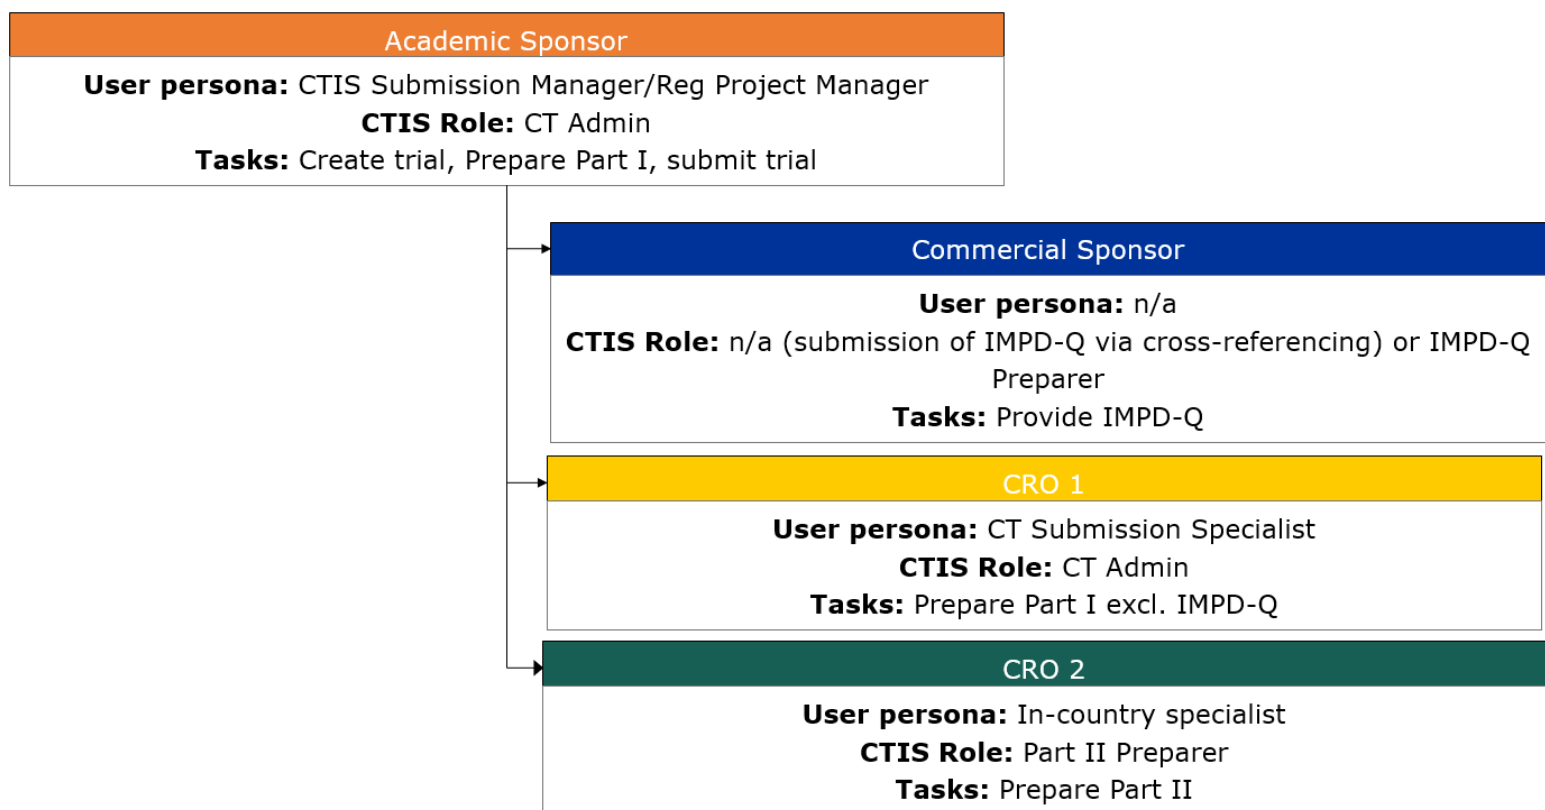 Academic Sponsor
User persona: CTIS Submission Manager/Reg Project Manager
CTIS Role: CT Admin
Tasks: Create trial, Prepare Part I, submit trial
Commercial Sponsor
User persona: n/a
CTIS Role: n/a (submission of IMPD-Q via cross-referencing) or IMPD-Q
Preparer
Tasks: Provide IMPD-Q
CRO 1
User persona: CT Submission Specialist
CTIS Role: CT Admin
Tasks: Prepare Part I excl. IMPD-Q
CRO 2
User persona: In-country specialist
CTIS Role: Part II Preparer
Tasks: Prepare Part II